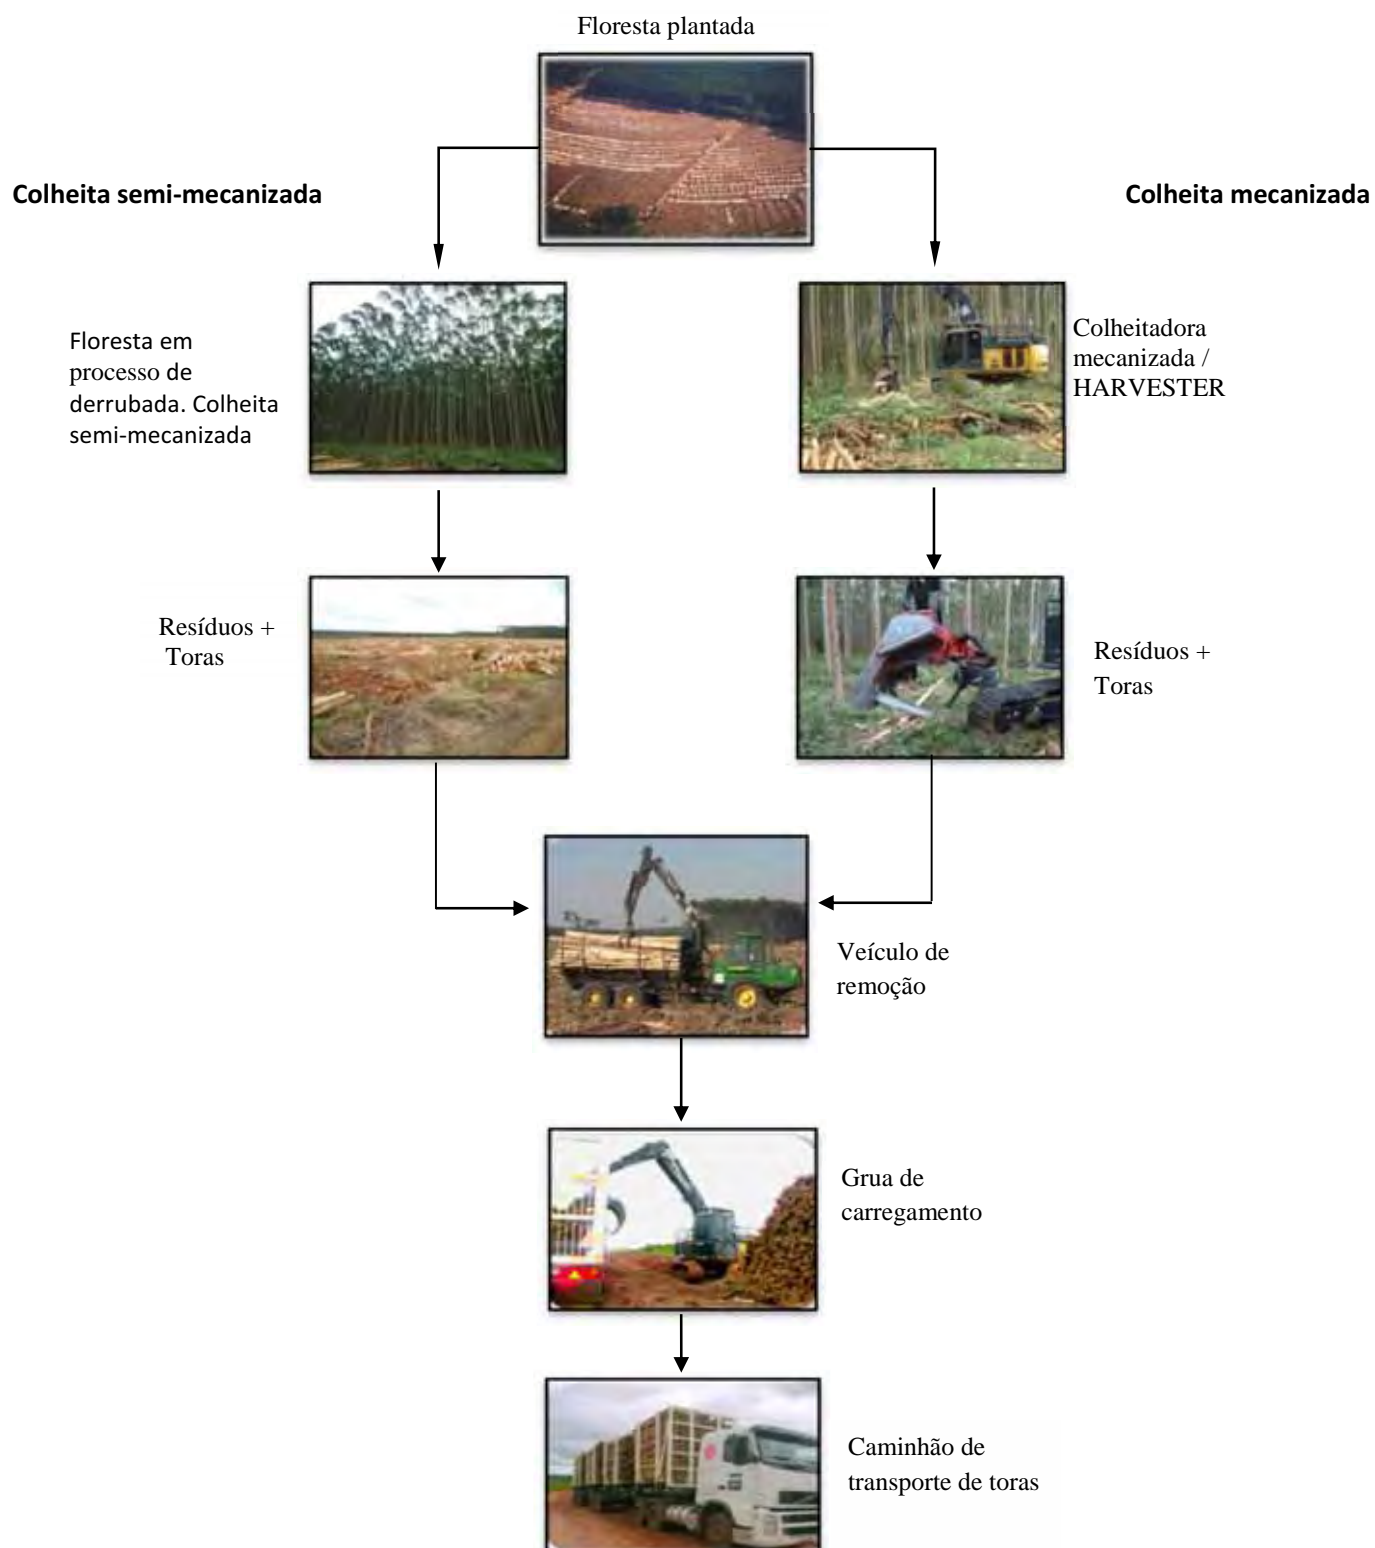 Floresta plantada
Colheita semi-mecanizada
Colheita mecanizada
Floresta em
processo de
derrubada. Colheita
semi-mecanizada
Colheitadora
mecanizada /
HARVESTER
Resíduos +
Toras
Resíduos +
Toras
Veículo de
remoção
Grua de
carregamento
Caminhão de
transporte de toras